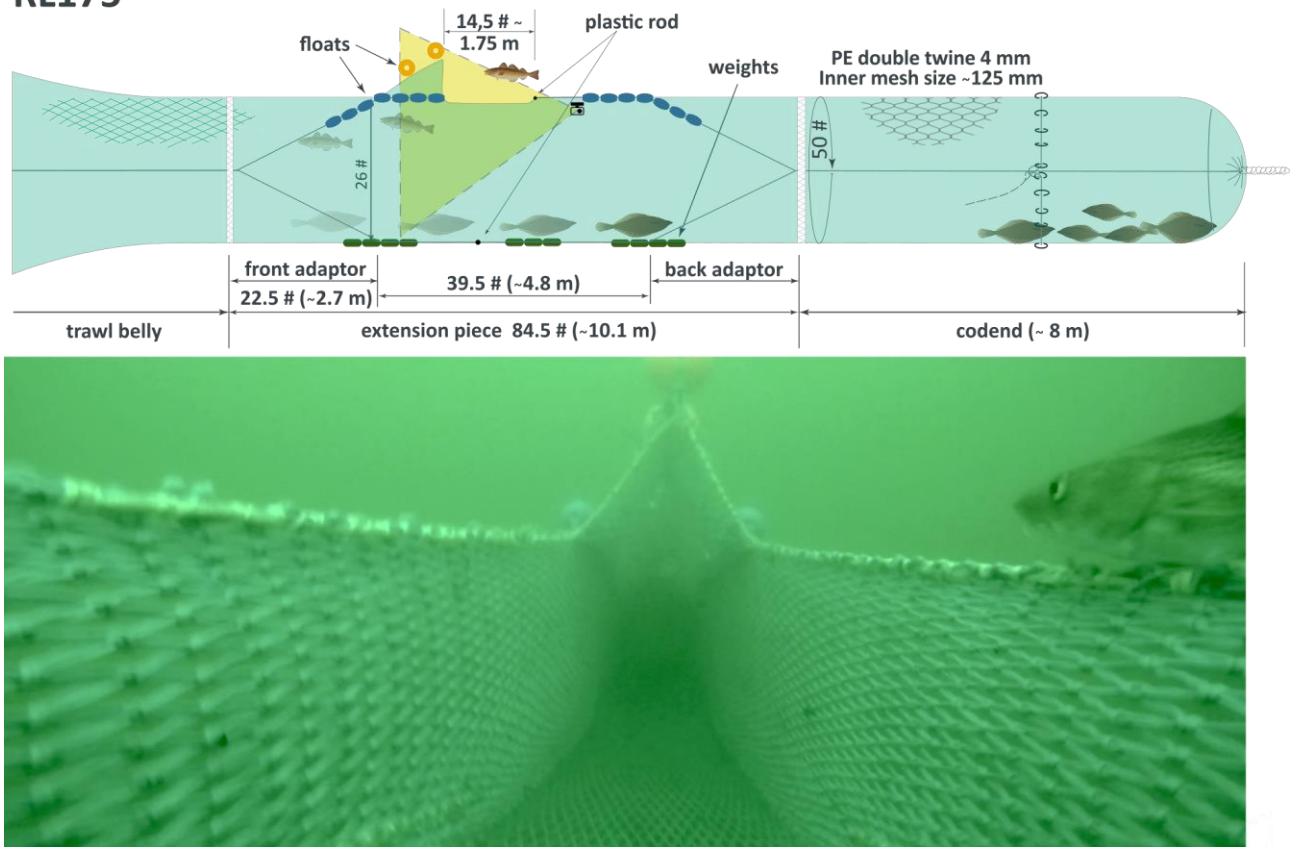 14,5 # ~
1.75 m
plastic rod
floats
weights
PE double twine 4 mm
Inner mesh size ~125 mm
50 #
26 #
front adaptor
back adaptor
39.5 # (~4.8 m)
22.5 # (~2.7 m)
trawl belly
extension piece 84.5 # (~10.1 m)
codend (~ 8 m)